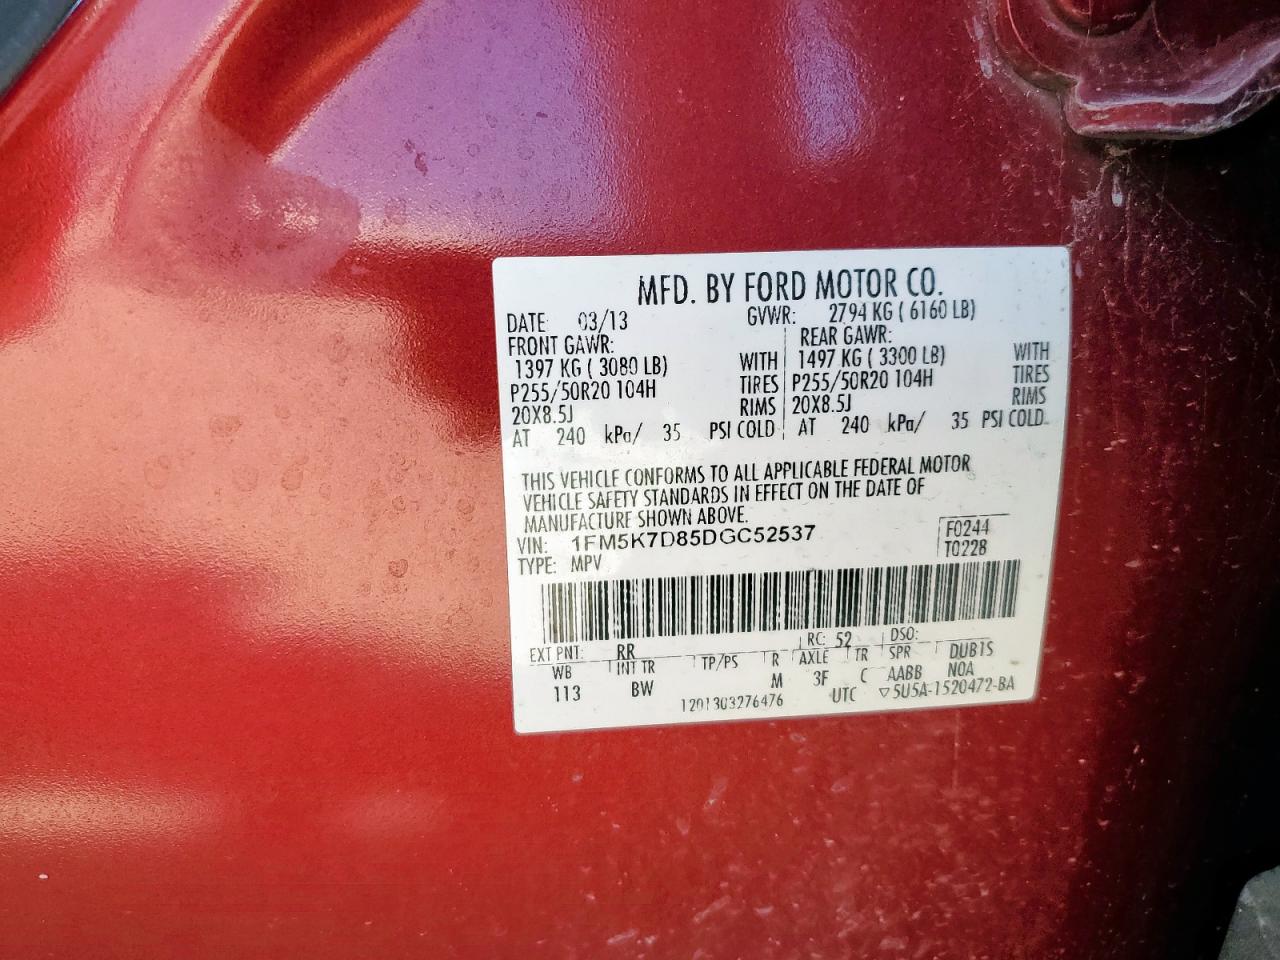 MFD. BY FORD MOTOR CO.
DATE: 03/13 GVWR: 2794 KG ( 6160 LB)
FRONT GAWR: REAR GAWR:
1397 KG ( 3080 LB) WITH 1497 KG ( 3300 LB) WITH
P255/50R20 104H TIRES P255/50R20 104H TIRES
20X8.5J RIMS 20X8.5J RIMS
AT 240 kPa/ 35 PSI COLD AT 240 kPa/ 35 PSI COLD
THIS VEHICLE CONFORMS TO ALL APPLICABLE FEDERAL MOTOR
VEHICLE SAFETY STANDARDS IN EFFECT ON THE DATE OF
MANUFACTURE SHOWN ABOVE.
VIN: 1FM5K7D85DGC52537 F0244
TYPE: MPV T0228
EXT PNT: RR RC: 52 DSO:
WB INT TR TP/PS R AXLE TR SPR DUBIS
113 BW M 3F C AABB NOA
1201303276476 UTC ▽5U5A-1520472-BA